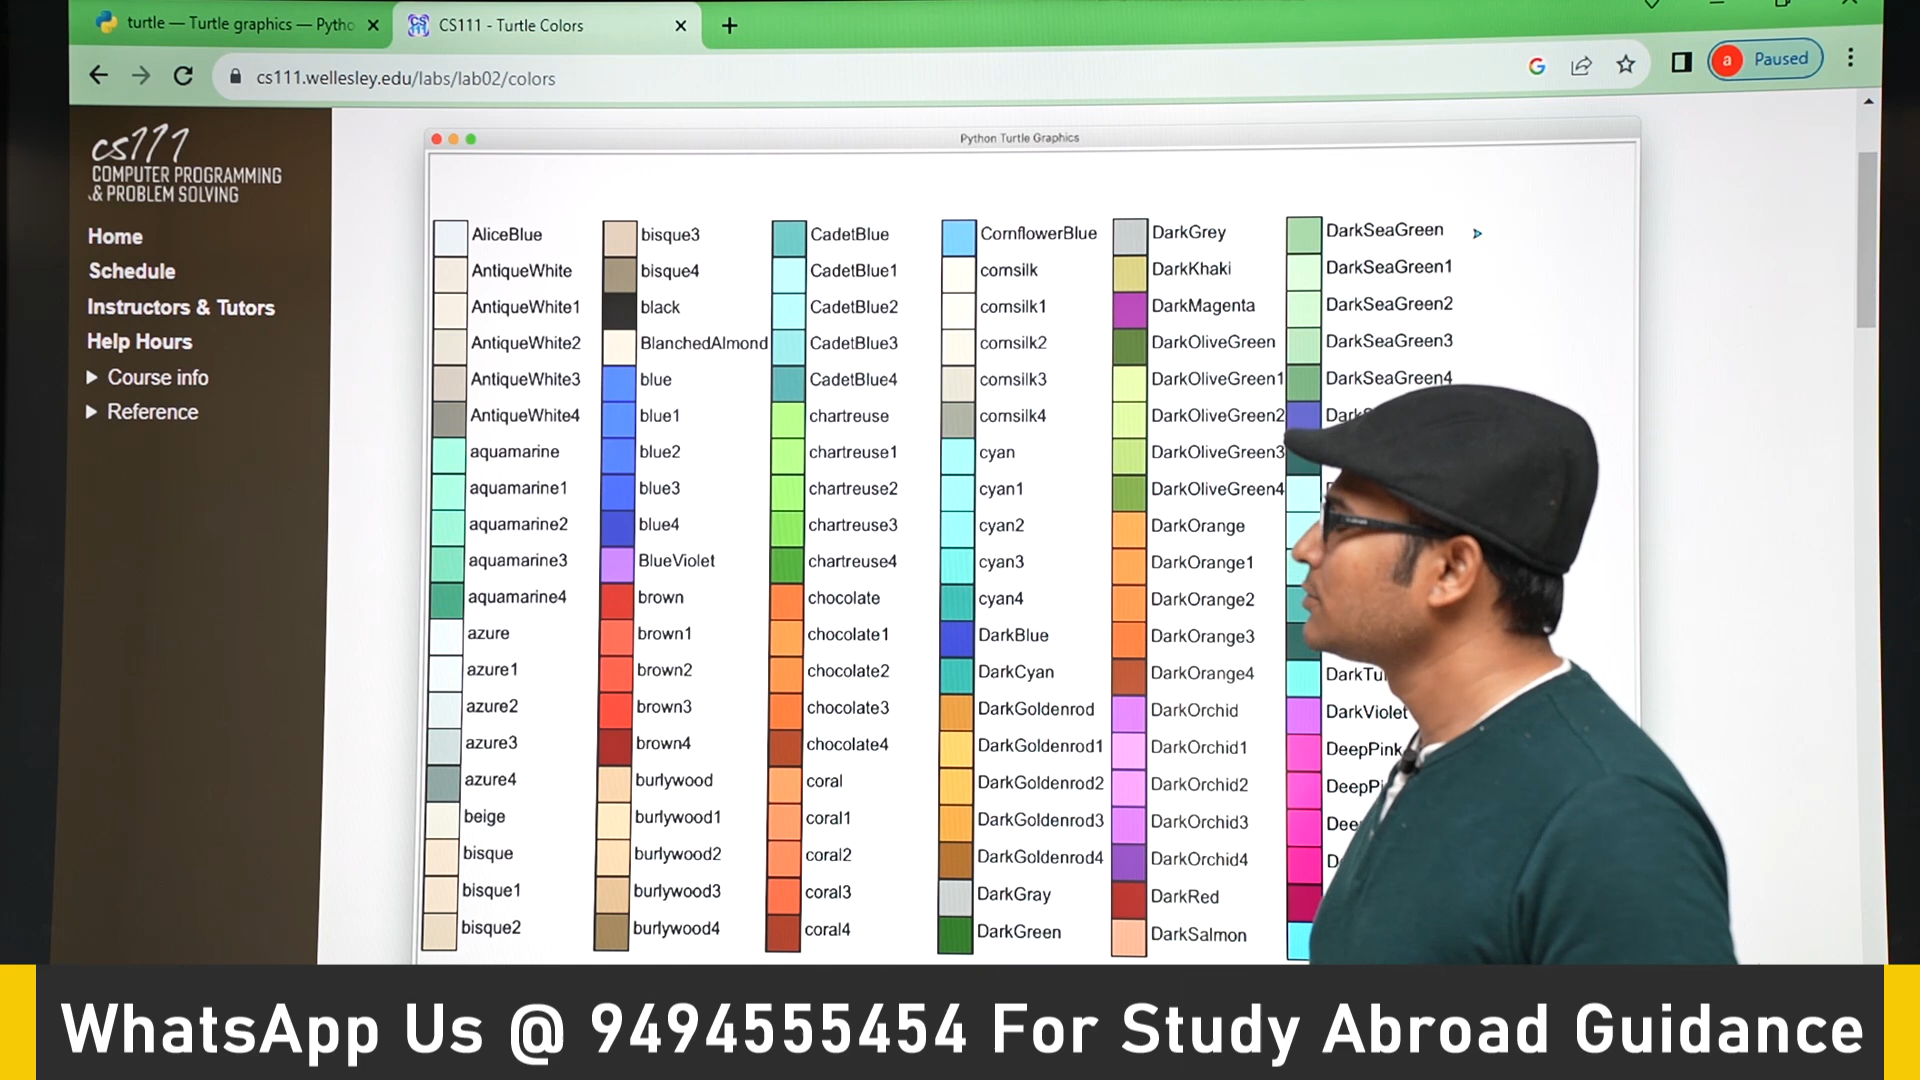 turtle — Turtle graphics — Pytho
CS111 - Turtle Colors
cs111.wellesley.edu/labs/lab02/colors
a Paused
cs111
COMPUTER PROGRAMMING
& PROBLEM SOLVING
Home
Schedule
Instructors & Tutors
Help Hours
Course info
Reference
Python Turtle Graphics
AliceBlue
AntiqueWhite
AntiqueWhite1
AntiqueWhite2
AntiqueWhite3
AntiqueWhite4
aquamarine
aquamarine1
aquamarine2
aquamarine3
aquamarine4
azure
azure1
azure2
azure3
azure4
beige
bisque
bisque1
bisque2
bisque3
bisque4
black
BlanchedAlmond
blue
blue1
blue2
blue3
blue4
BlueViolet
brown
brown1
brown2
brown3
brown4
burlywood
burlywood1
burlywood2
burlywood3
burlywood4
CadetBlue
CadetBlue1
CadetBlue2
CadetBlue3
CadetBlue4
chartreuse
chartreuse1
chartreuse2
chartreuse3
chartreuse4
chocolate
chocolate1
chocolate2
chocolate3
chocolate4
coral
coral1
coral2
coral3
coral4
CornflowerBlue
cornsilk
cornsilk1
cornsilk2
cornsilk3
cornsilk4
cyan
cyan1
cyan2
cyan3
cyan4
DarkBlue
DarkCyan
DarkGoldenrod
DarkGoldenrod1
DarkGoldenrod2
DarkGoldenrod3
DarkGoldenrod4
DarkGray
DarkGreen
DarkGrey
DarkKhaki
DarkMagenta
DarkOliveGreen
DarkOliveGreen1
DarkOliveGreen2
DarkOliveGreen3
DarkOliveGreen4
DarkOrange
DarkOrange1
DarkOrange2
DarkOrange3
DarkOrange4
DarkOrchid
DarkOrchid1
DarkOrchid2
DarkOrchid3
DarkOrchid4
DarkRed
DarkSalmon
DarkSeaGreen
DarkSeaGreen1
DarkSeaGreen2
DarkSeaGreen3
DarkSeaGreen4
DarkTu
DarkViolet
DeepPink
DeepPi
Dee
WhatsApp Us @ 9494555454 For Study Abroad Guidance